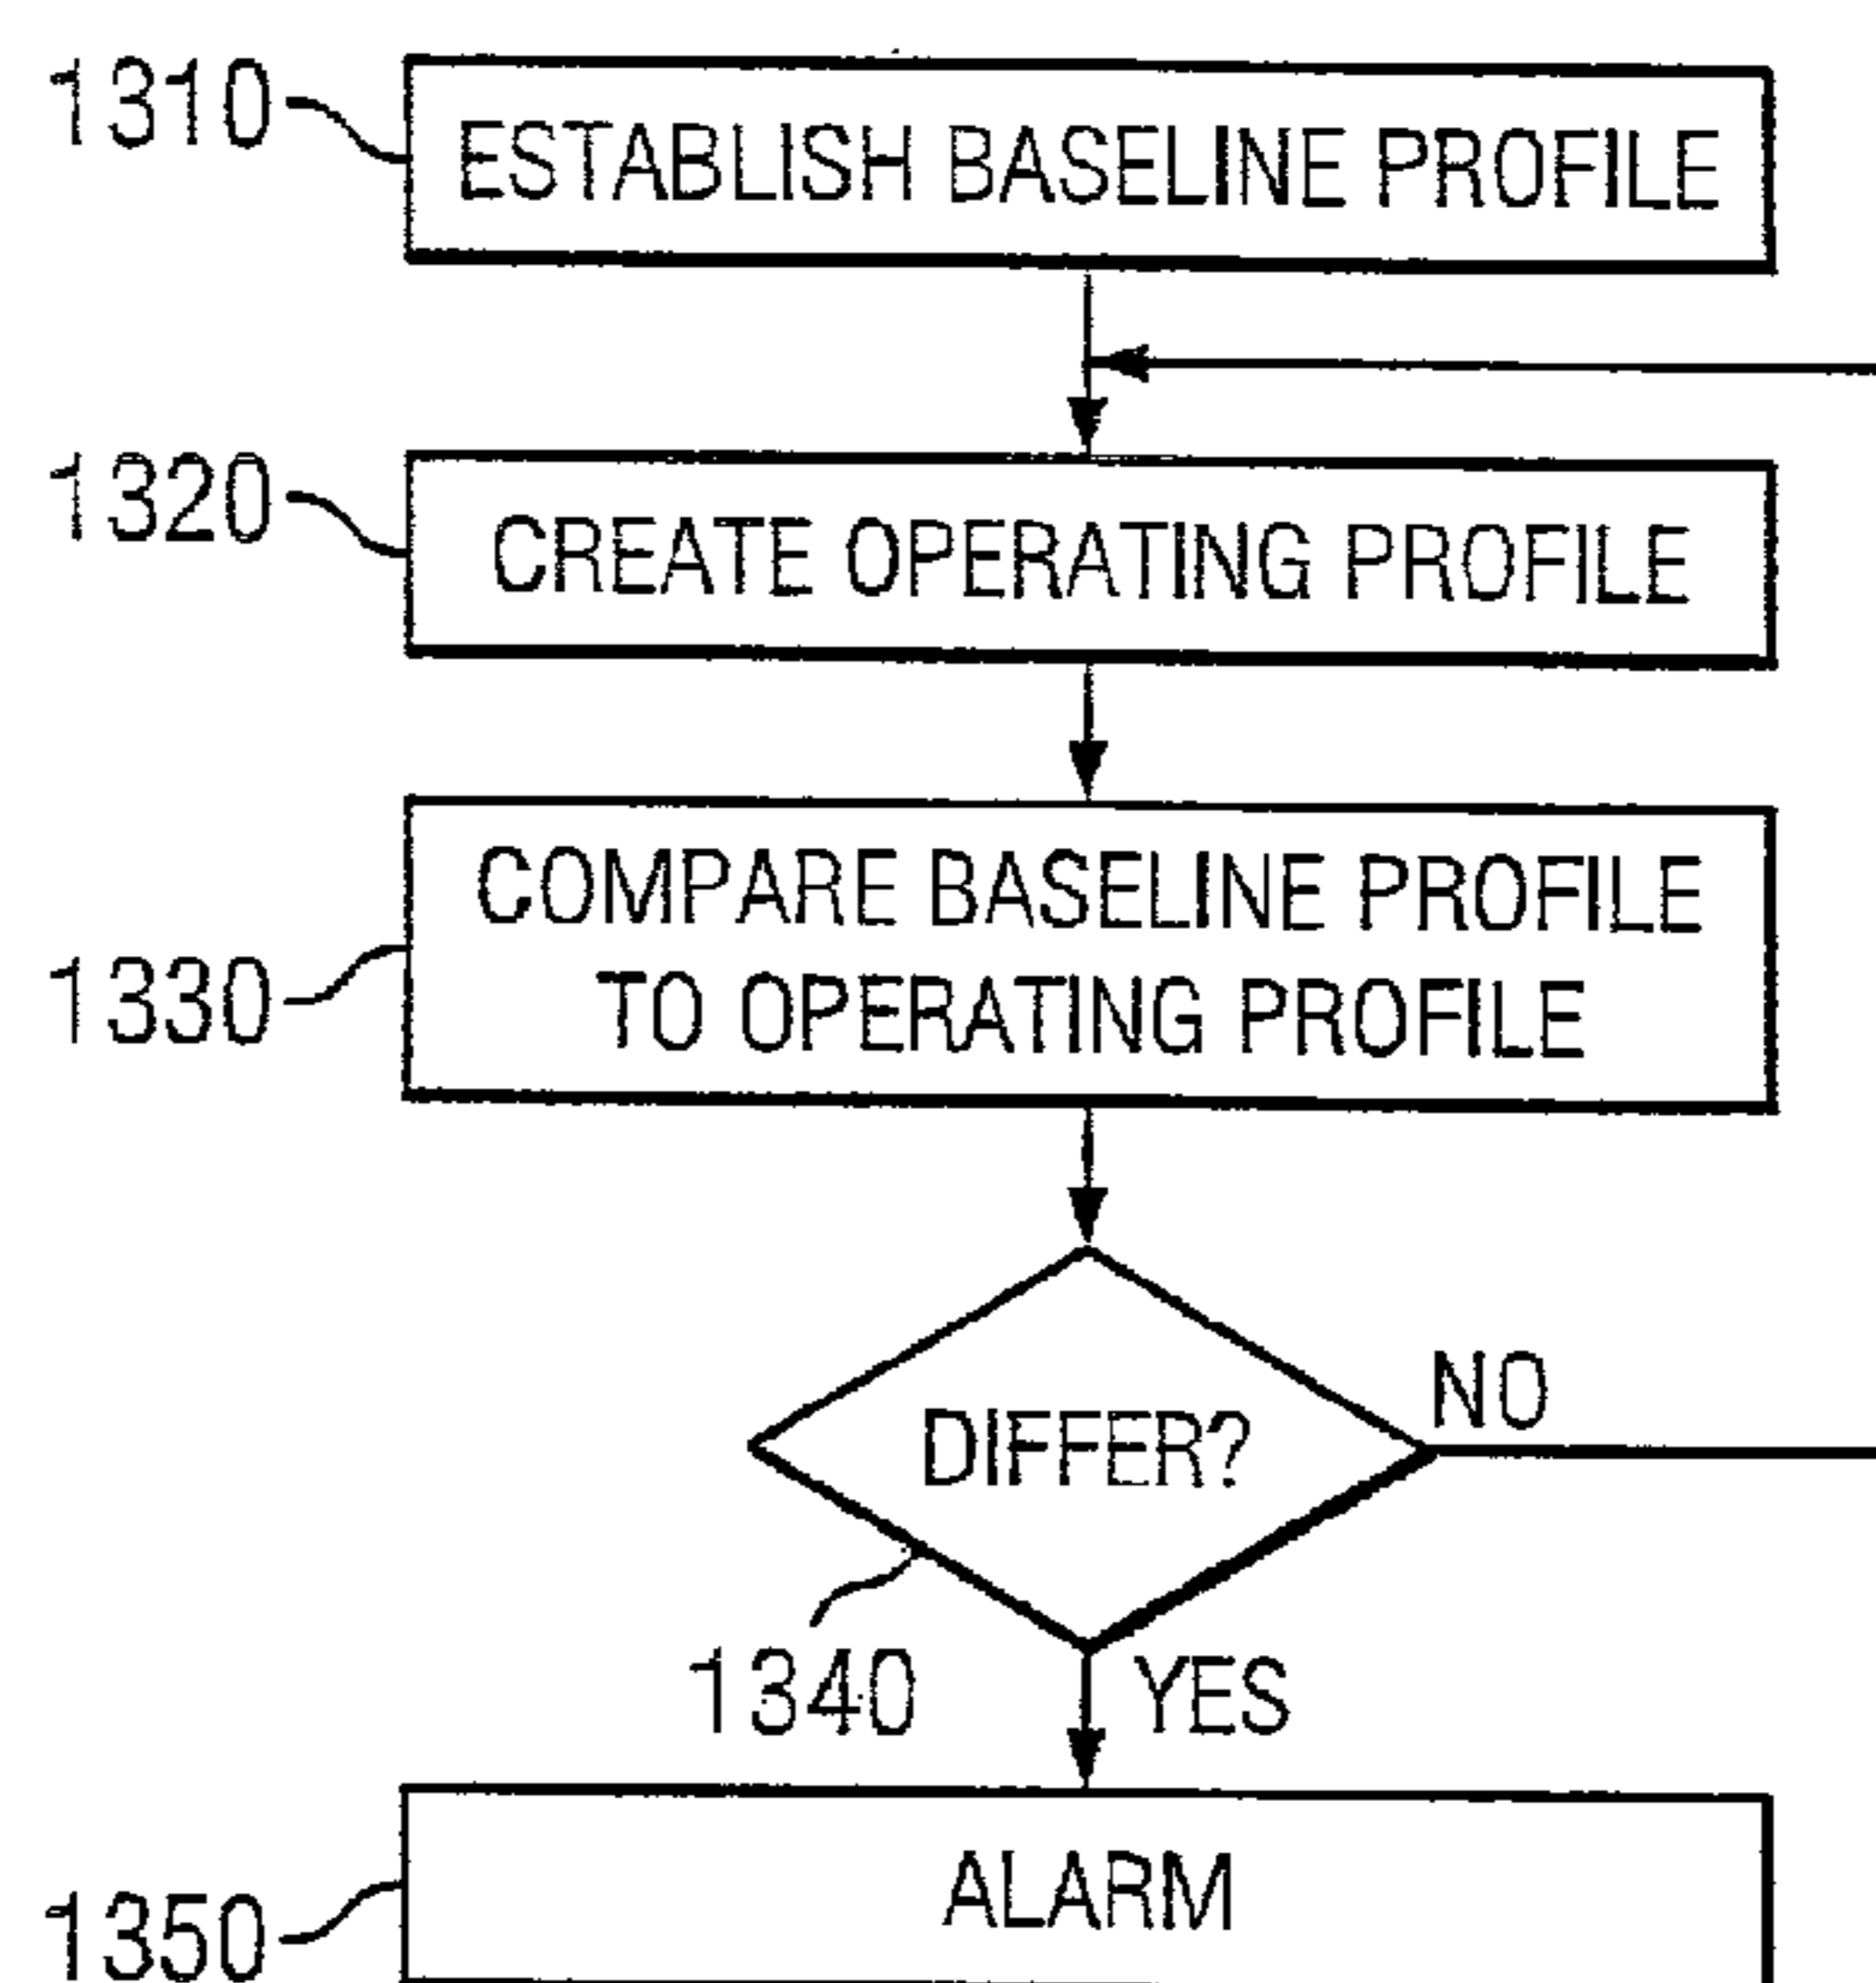 1310
ESTABLISH BASELINE PROFILE
1320
CREATE OPERATING PROFILE
1330
COMPARE BASELINE PROFILE
TO OPERATING PROFILE
DIFFER?
NO
1340
YES
1350
ALARM